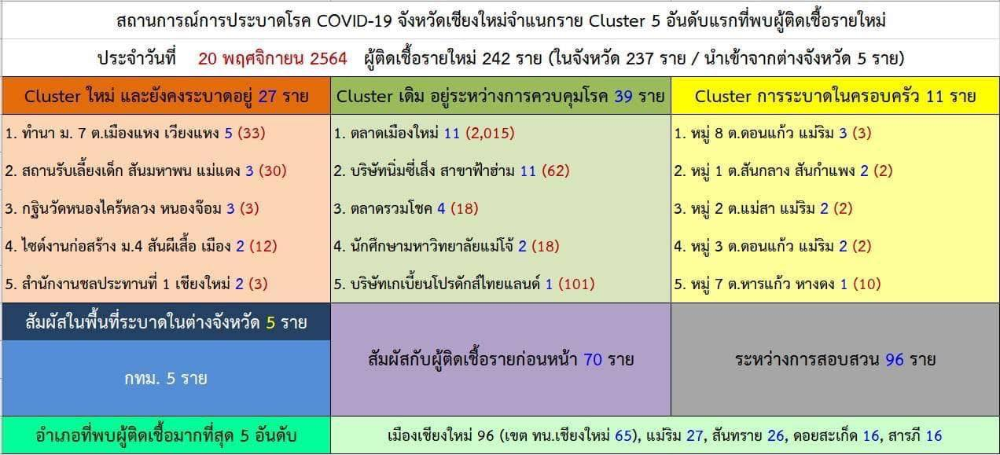 สถานการณ์การประบาดโรค COVID-19 จังหวัดเชียงใหม่จำแนกราย Cluster 5 อันดับแรกที่พบผู้ติดเชื้อรายใหม่
ประจำวันที่ 20 พฤศจิกายน 2564 ผู้ติดเชื้อรายใหม่ 242 ราย (ในจังหวัด 237 ราย / นำเข้าจากต่างจังหวัด 5 ราย)
Cluster ใหม่ และยังคงระบาดอยู่ 27 ราย
1. ทำนา ม. 7 ต.เมืองแหง เวียงแหง 5 (33)
2. สถานรับเลี้ยงเด็ก สันมหาพน แม่แตง 3 (30)
3. กฐินวัดหนองไคร้หลวง หนองจ๊อม 3 (3)
4. ไซต์งานก่อสร้าง ม.4 สันผีเสื้อ เมือง 2 (12)
5. สำนักงานชลประทานที่ 1 เชียงใหม่ 2 (3)
Cluster เดิม อยู่ระหว่างการควบคุมโรค 39 ราย
1. ตลาดเมืองใหม่ 11 (2,015)
2. บริษัทนิ่มซี่เส็ง สาขาฟ้าฮ่าม 11 (62)
3. ตลาดรวมโชค 4 (18)
4. นักศึกษามหาวิทยาลัยแม่โจ้ 2 (18)
5. บริษัทเกเบี้ยนโปรดักส์ไทยแลนด์ 1 (101)
Cluster การระบาดในครอบครัว 11 ราย
1. หมู่ 8 ต.ดอนแก้ว แม่ริม 3 (3)
2. หมู่ 1 ต.สันกลาง สันกำแพง 2 (2)
3. หมู่ 2 ต.แม่สา แม่ริม 2 (2)
4. หมู่ 3 ต.ดอนแก้ว แม่ริม 2 (2)
5. หมู่ 7 ต.หารแก้ว หางดง 1 (10)
สัมผัสในพื้นที่ระบาดในต่างจังหวัด 5 ราย
กทม. 5 ราย
สัมผัสกับผู้ติดเชื้อรายก่อนหน้า 70 ราย
ระหว่างการสอบสวน 96 ราย
อำเภอที่พบผู้ติดเชื้อมากที่สุด 5 อันดับ
เมืองเชียงใหม่ 96 (เขต ทน.เชียงใหม่ 65), แม่ริม 27, สันทราย 26, ดอยสะเก็ด 16, สารภี 16